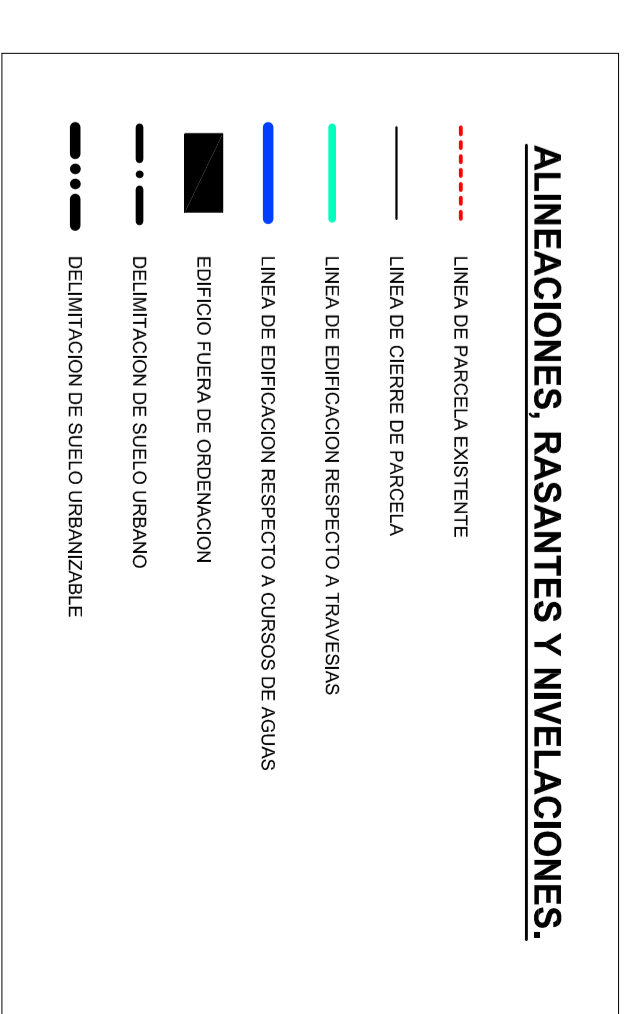 ALINEACIONES, RASANTES Y NIVELACIONES.
LINEA DE PARCELA EXISTENTE
LINEA DE CIERRE DE PARCELA
LINEA DE EDIFICACION RESPECTO A TRAVESIAS
LINEA DE EDIFICACION RESPECTO A CURSOS DE AGUAS
EDIFICIO FUERA DE ORDENACION
DELIMITACION DE SUELO URBANO
DELIMITACION DE SUELO URBANIZABLE